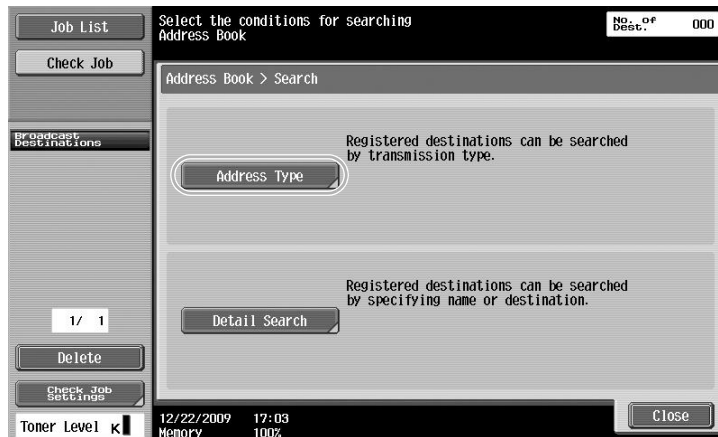 Job List
Check Job
Select the conditions for searching
Address Book
No. of
Dest.
000
Address Book > Search
Broadcast
Destinations
Registered destinations can be searched
by transmission type.
Address Type
Registered destinations can be searched
by specifying name or destination.
Detail Search
1/ 1
Delete
Check Job
Settings
Toner Level K
12/22/2009 17:03
Memory 100%
Close